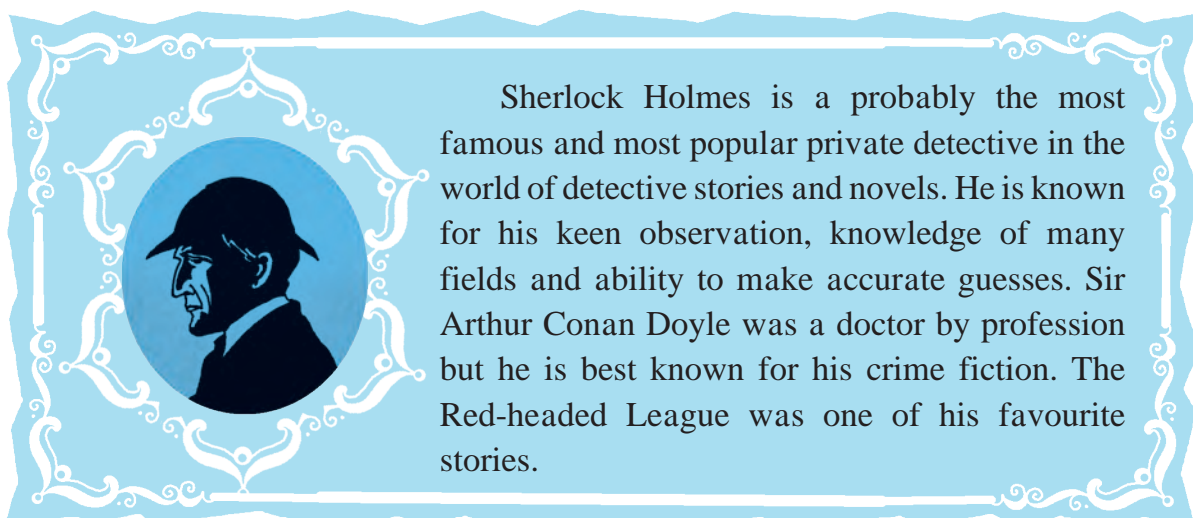 Sherlock Holmes is a probably the most
famous and most popular private detective in the
world of detective stories and novels. He is known
for his keen observation, knowledge of many
fields and ability to make accurate guesses. Sir
Arthur Conan Doyle was a doctor by profession
but he is best known for his crime fiction. The
Red-headed League was one of his favourite
stories.